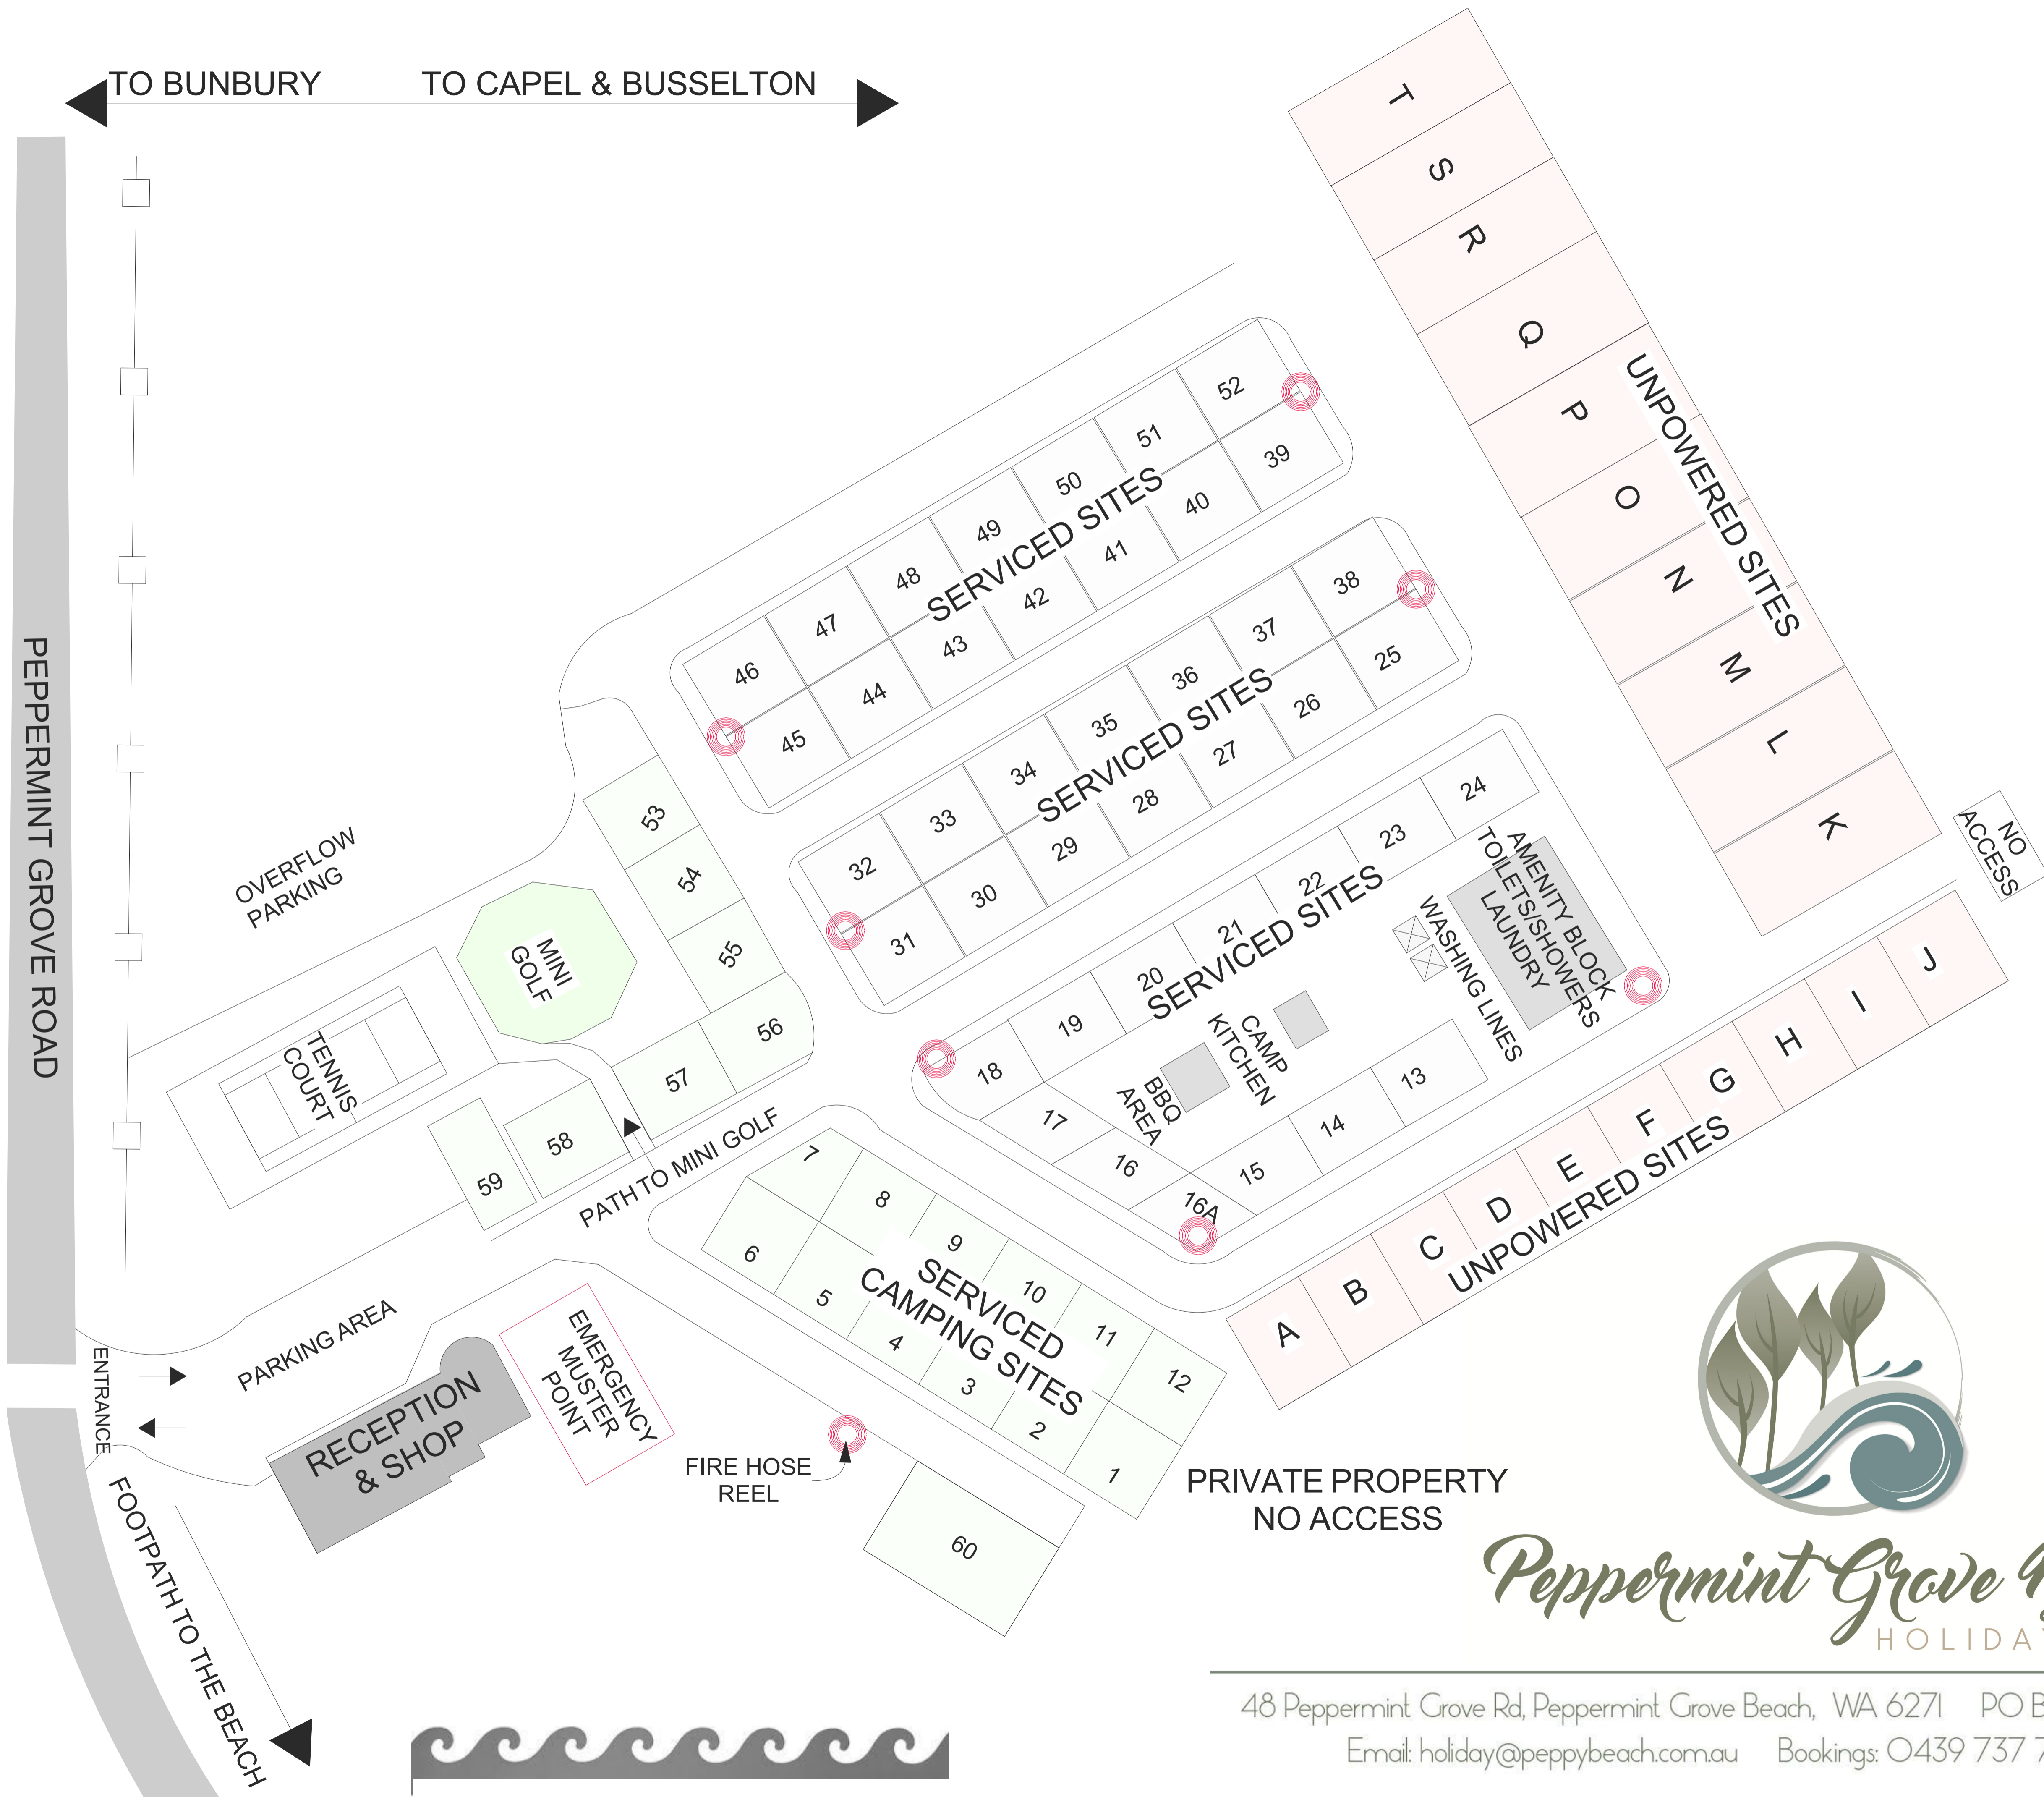 TO BUNBURY
TO CAPEL & BUSSELTON
T
S
R
Q
P
O
N
M
L
K
UNPOWERED SITES
52
51
50
49
48
47
46
39
40
41
42
43
44
45
SERVICED SITES
38
37
36
35
34
33
32
25
26
27
28
29
30
31
SERVICED SITES
24
23
22
21
20
19
18
17
16
16A
15
14
13
SERVICED SITES
AMENITY BLOCK
TOILETS/SHOWERS
LAUNDRY
WASHING LINES
CAMP
KITCHEN
BBQ
AREA
NO
ACCESS
J
I
H
G
F
E
D
C
B
A
UNPOWERED SITES
PEPPERMINT GROVE ROAD
OVERFLOW
PARKING
MINI
GOLF
TENNIS
COURT
53
54
55
56
57
58
59
PATH TO MINI GOLF
7
8
9
10
11
12
6
5
4
3
2
1
SERVICED
CAMPING SITES
PARKING AREA
ENTRANCE
RECEPTION
& SHOP
EMERGENCY
MUSTER
POINT
FIRE HOSE
REEL
60
PRIVATE PROPERTY
NO ACCESS
FOOTPATH TO THE BEACH
Peppermint Grove
HOLIDAY
48 Peppermint Grove Rd, Peppermint Grove Beach, WA 6271 PO B
Email: holiday@peppybeach.com.au Bookings: 0439 737 7